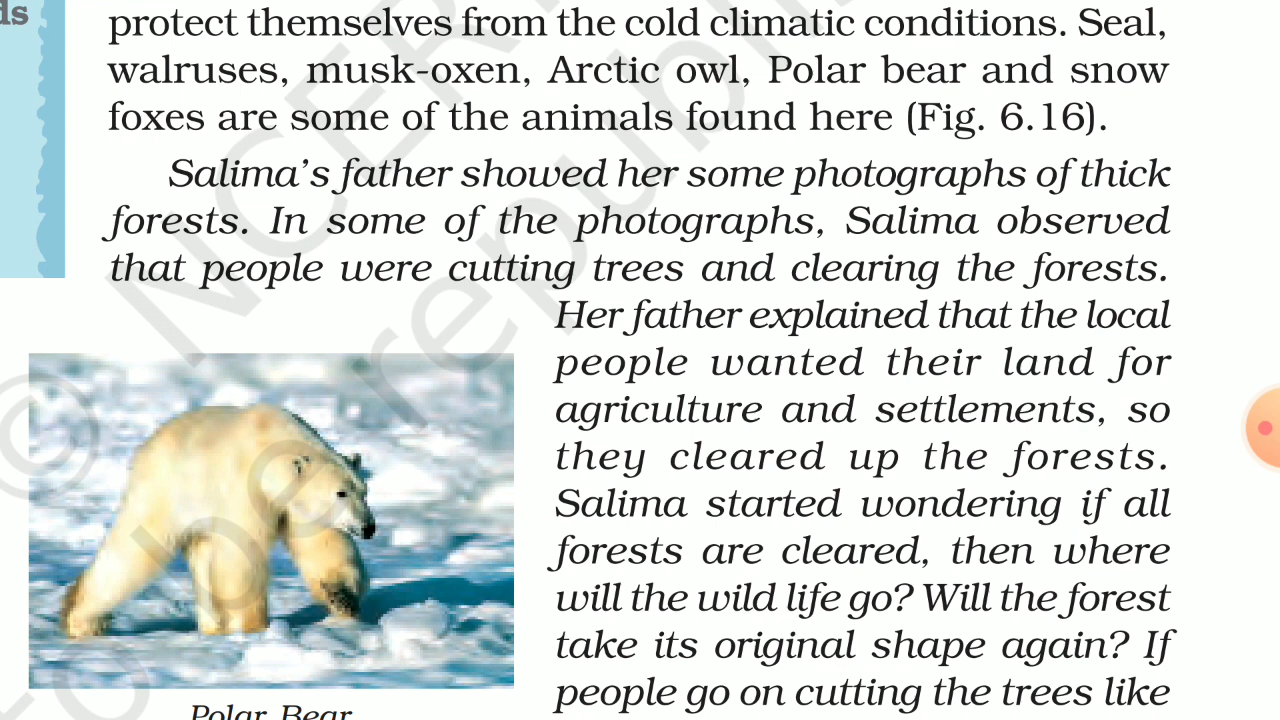 ds
protect themselves from the cold climatic conditions. Seal,
walruses, musk-oxen, Arctic owl, Polar bear and snow
foxes are some of the animals found here (Fig. 6.16).
Salima's father showed her some photographs of thick
forests. In some of the photographs, Salima observed
that people were cutting trees and clearing the forests.
Her father explained that the local
people wanted their land for
agriculture and settlements, so
they cleared up the forests.
Salima started wondering if all
forests are cleared, then where
will the wild life go? Will the forest
take its original shape again? If
people go on cutting the trees like
Polar Bear
© NCER
to be republi